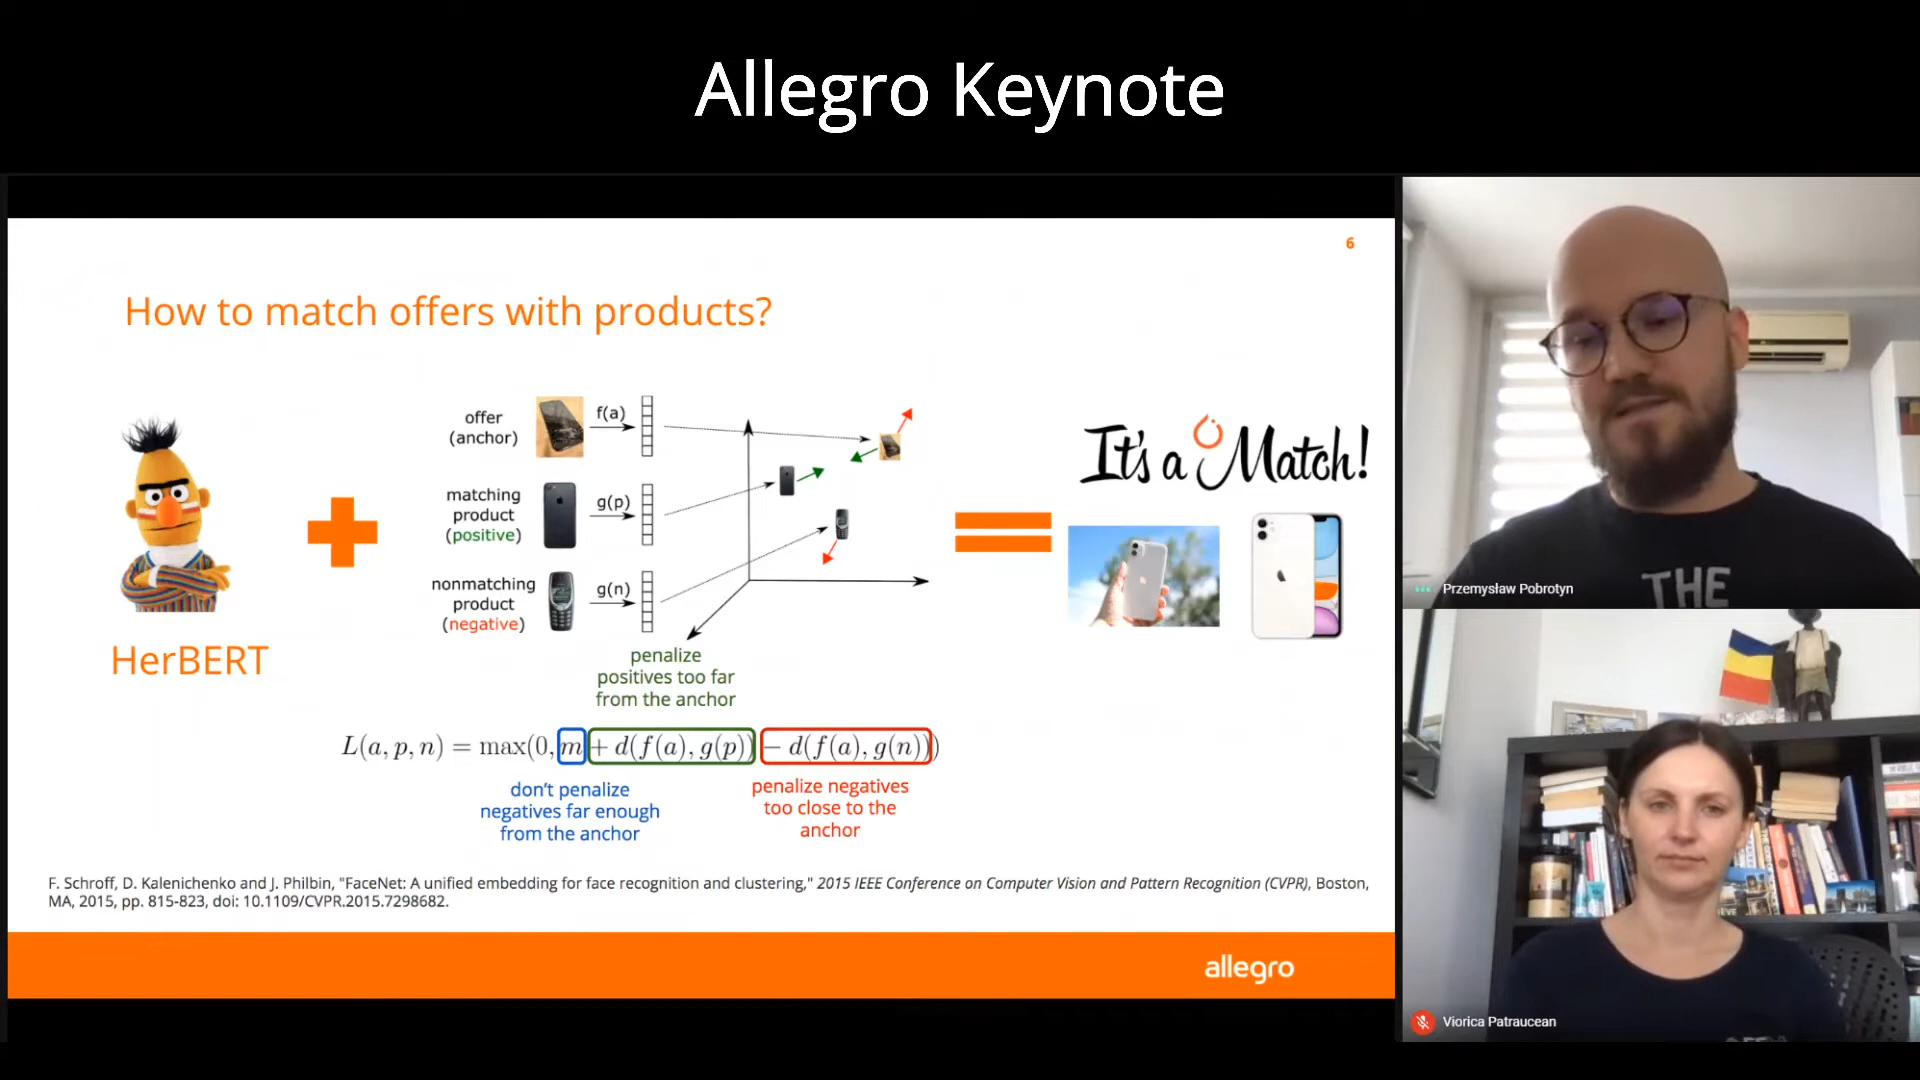 Allegro Keynote
6
How to match offers with products?
offer
(anchor)
f(a)
matching
product
(positive)
g(p)
nonmatching
product
(negative)
g(n)
It's a Match!
HerBERT
penalize
positives too far
from the anchor
L(a, p, n) = max(0, m + d(f(a), g(p)) − d(f(a), g(n)))
don't penalize
negatives far enough
from the anchor
penalize negatives
too close to the
anchor
F. Schroff, D. Kalenichenko and J. Philbin, "FaceNet: A unified embedding for face recognition and clustering," 2015 IEEE Conference on Computer Vision and Pattern Recognition (CVPR), Boston,
MA, 2015, pp. 815-823, doi: 10.1109/CVPR.2015.7298682.
allegro
THE
Przemysław Pobrotyn
Viorica Patraucean